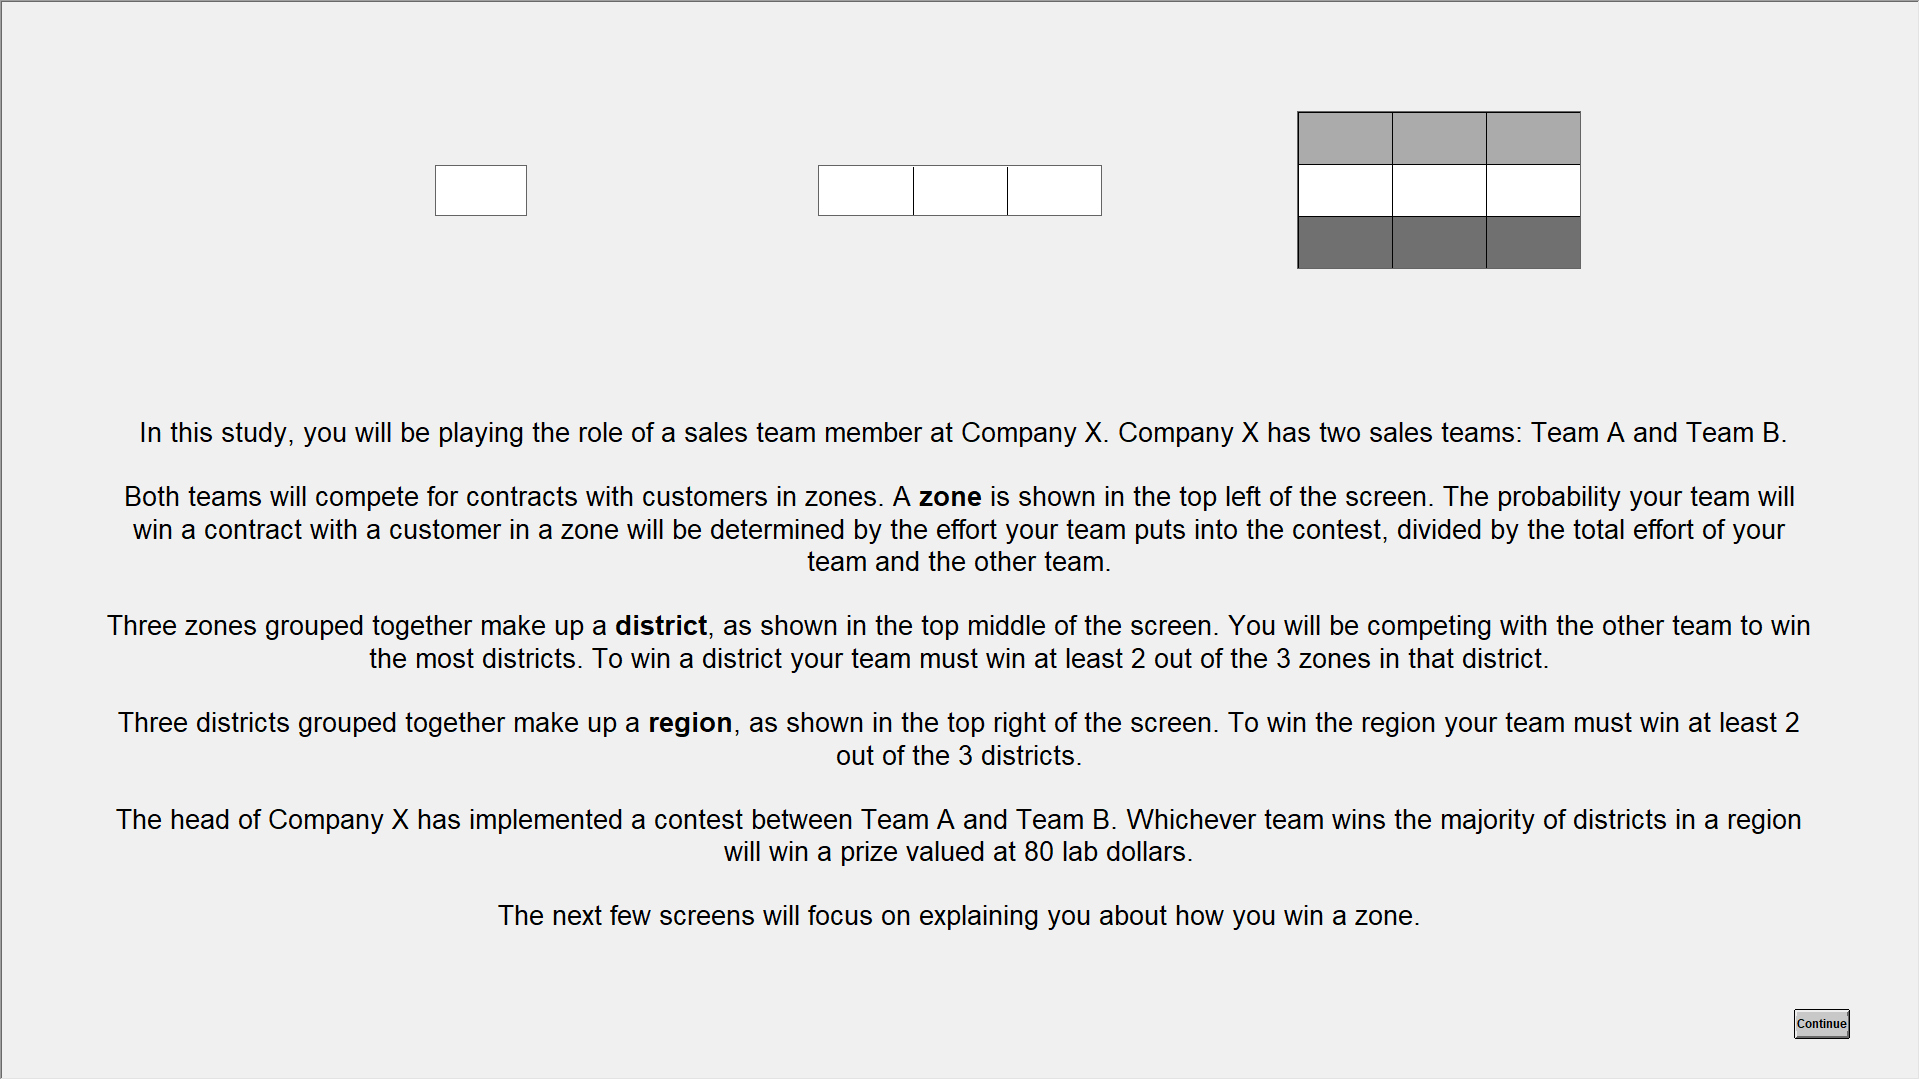 In this study, you will be playing the role of a sales team member at Company X. Company X has two sales teams: Team A and Team B.
Both teams will compete for contracts with customers in zones. A zone is shown in the top left of the screen. The probability your team will
win a contract with a customer in a zone will be determined by the effort your team puts into the contest, divided by the total effort of your
team and the other team.
Three zones grouped together make up a district, as shown in the top middle of the screen. You will be competing with the other team to win
the most districts. To win a district your team must win at least 2 out of the 3 zones in that district.
Three districts grouped together make up a region, as shown in the top right of the screen. To win the region your team must win at least 2
out of the 3 districts.
The head of Company X has implemented a contest between Team A and Team B. Whichever team wins the majority of districts in a region
will win a prize valued at 80 lab dollars.
The next few screens will focus on explaining you about how you win a zone.
Continue